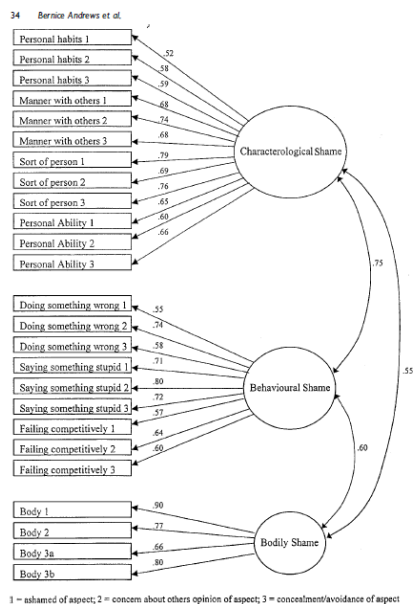 34 Bernice Andrews et al.
Personal habits 1
Personal habits 2
Personal habits 3
Manner with others 1
Manner with others 2
Manner with others 3
Sort of person 1
Sort of person 2
Sort of person 3
Personal Ability 1
Personal Ability 2
Personal Ability 3
.52
.58
.59
.68
.74
.68
.79
.69
.76
.65
.60
.66
Characterological Shame
.75
.55
Doing something wrong 1
Doing something wrong 2
Doing something wrong 3
Saying something stupid 1
Saying something stupid 2
Saying something stupid 3
Failing competitively 1
Failing competitively 2
Failing competitively 3
.55
.74
.58
.71
.80
.72
.57
.64
.60
Behavioural Shame
.60
Body 1
Body 2
Body 3a
Body 3b
.90
.77
.66
.80
Bodily Shame
1 = ashamed of aspect; 2 = concern about others opinion of aspect; 3 = concealment/avoidance of aspect